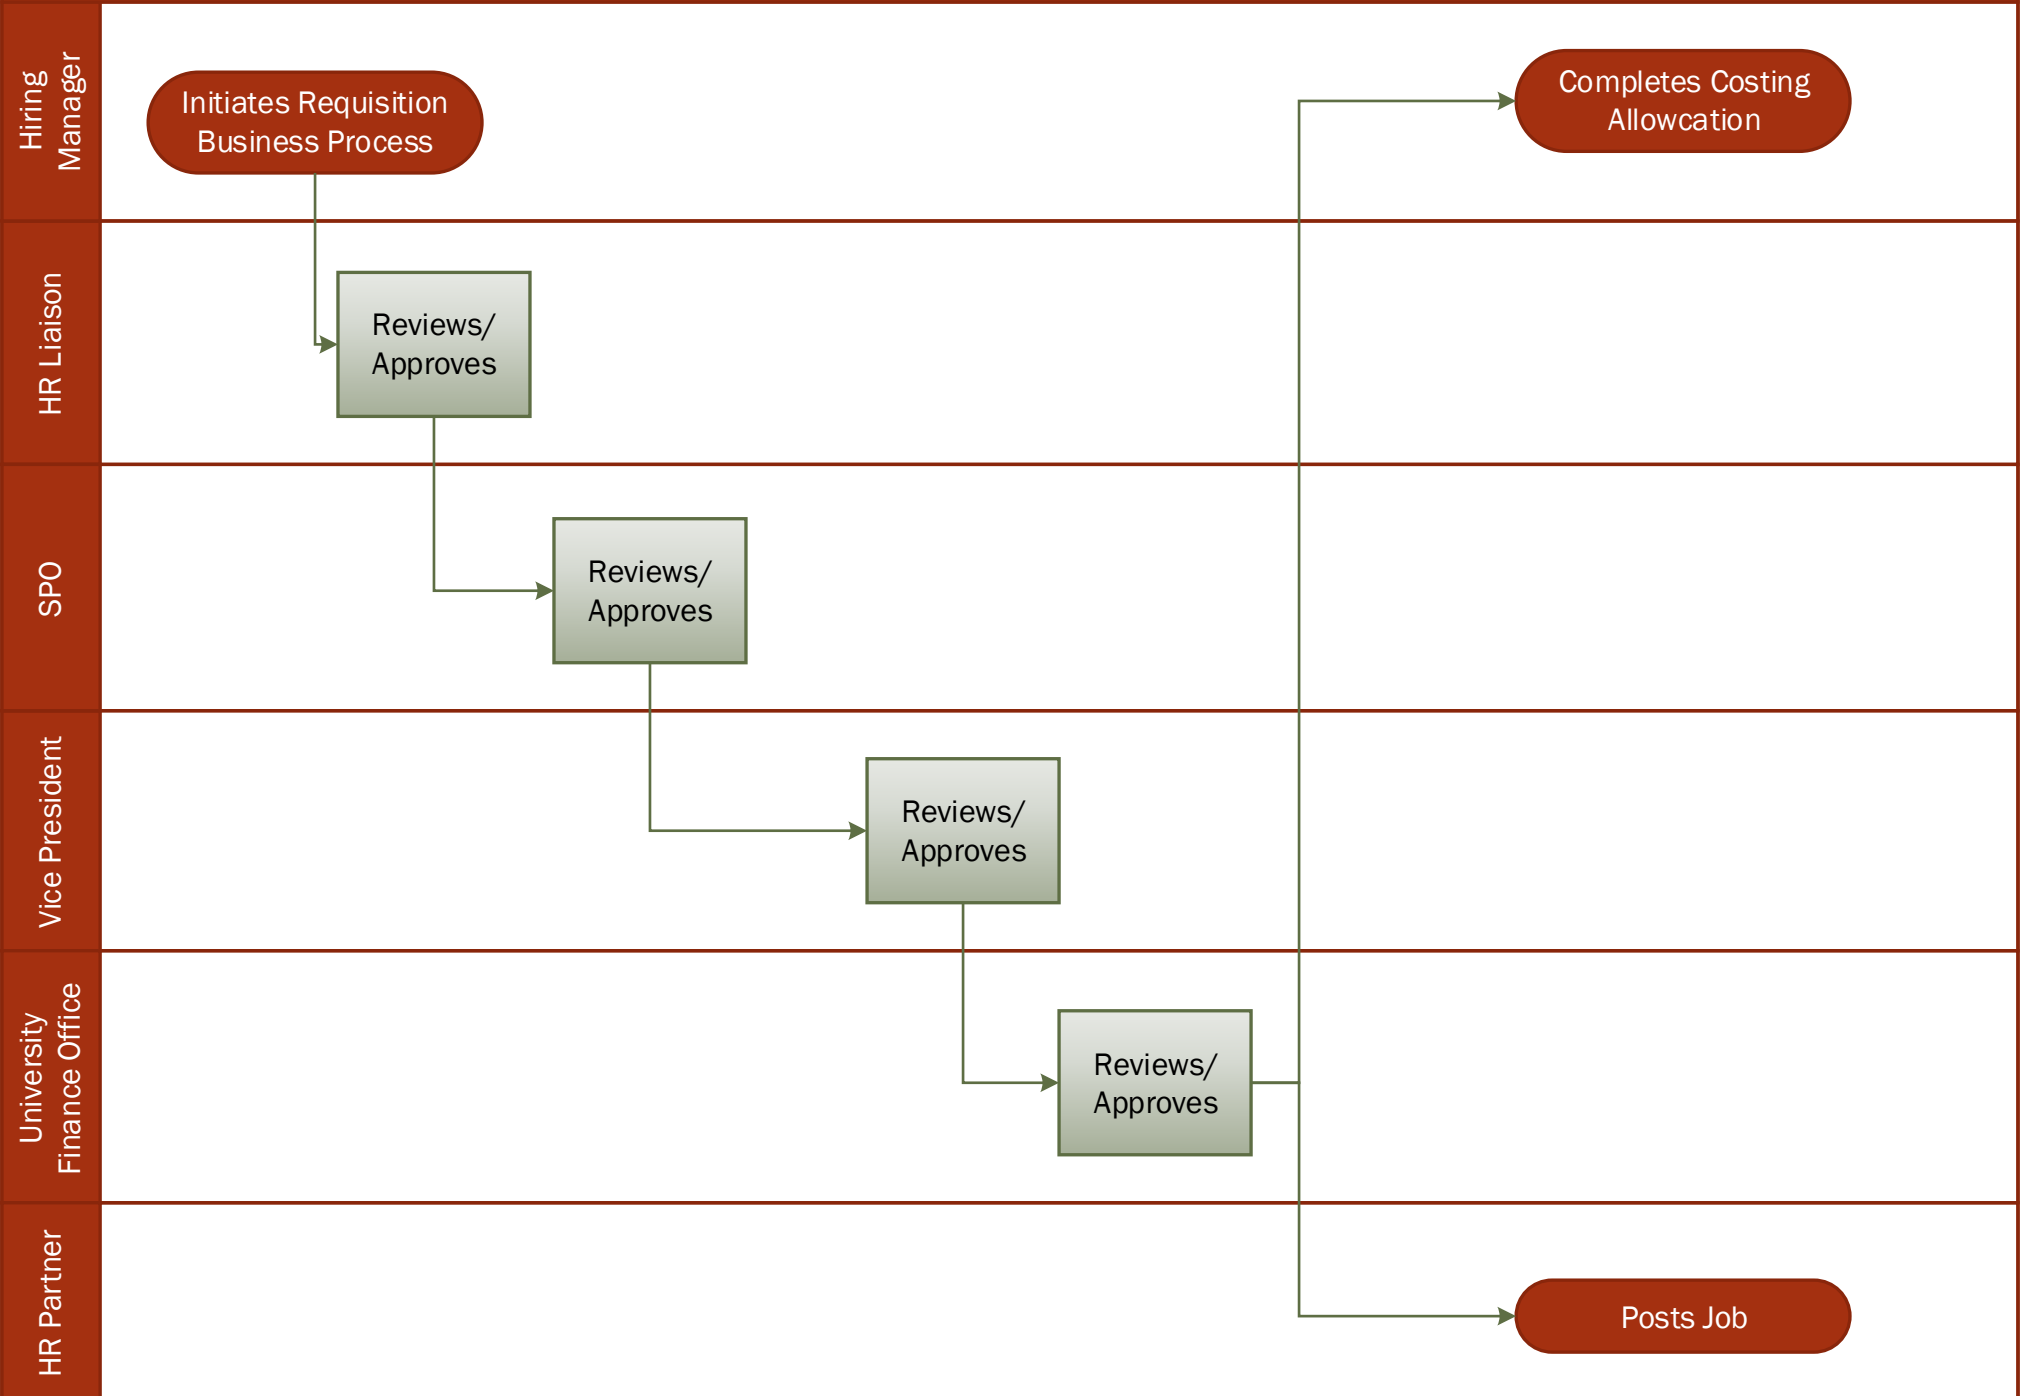 Hiring
Manager
Initiates Requisition
Business Process
Completes Costing
Allowcation
HR Liaison
Reviews/
Approves
SPO
Reviews/
Approves
Vice President
Reviews/
Approves
University
Finance Office
Reviews/
Approves
HR Partner
Posts Job